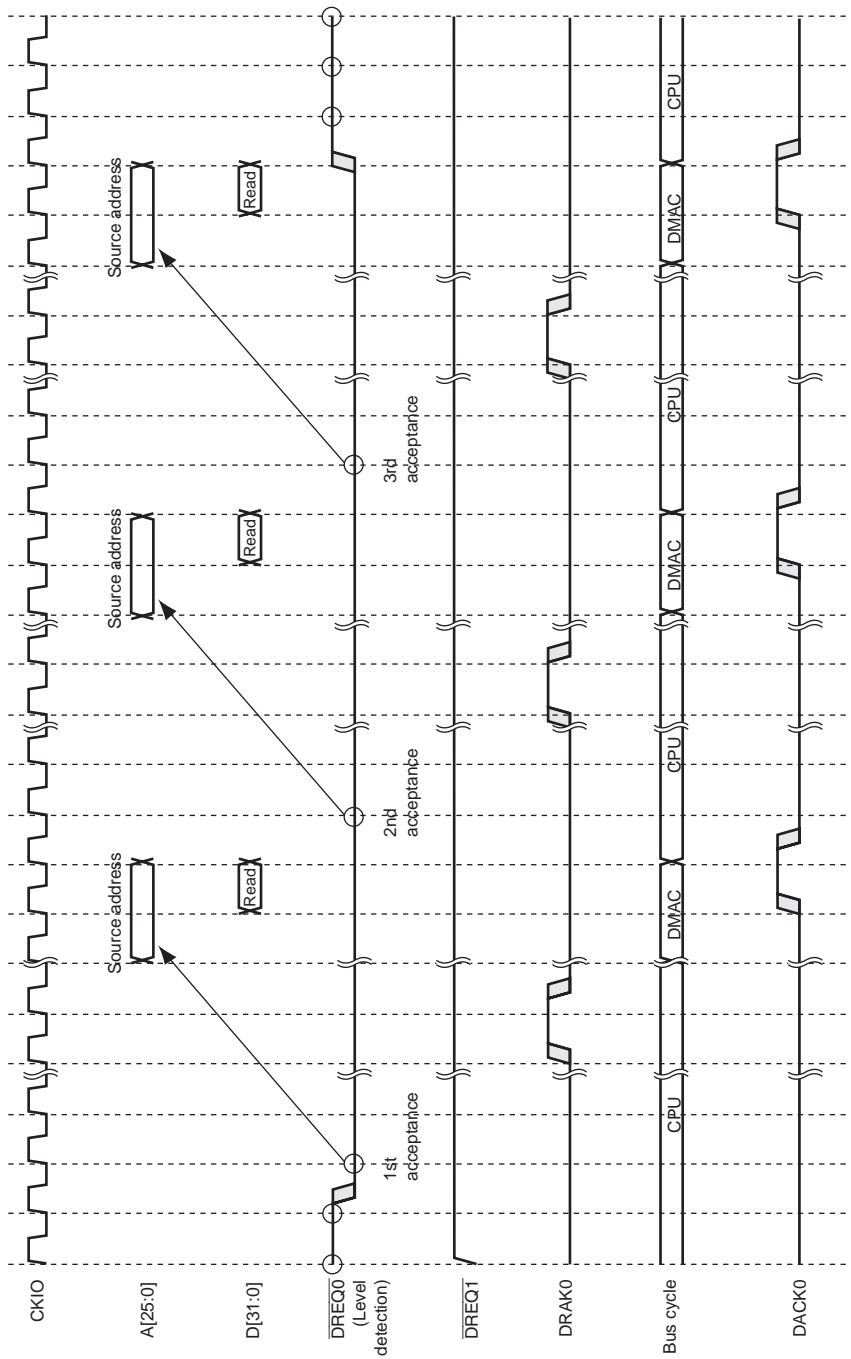 CKIO
Source address
Source address
Source address
A[25:0]
Read
Read
Read
D[31:0]
DREQ0
(Level
detection)
1st
acceptance
2nd
acceptance
3rd
acceptance
DREQ1
DRAK0
Bus cycle
CPU
DMAC
CPU
DMAC
CPU
DMAC
CPU
DACK0